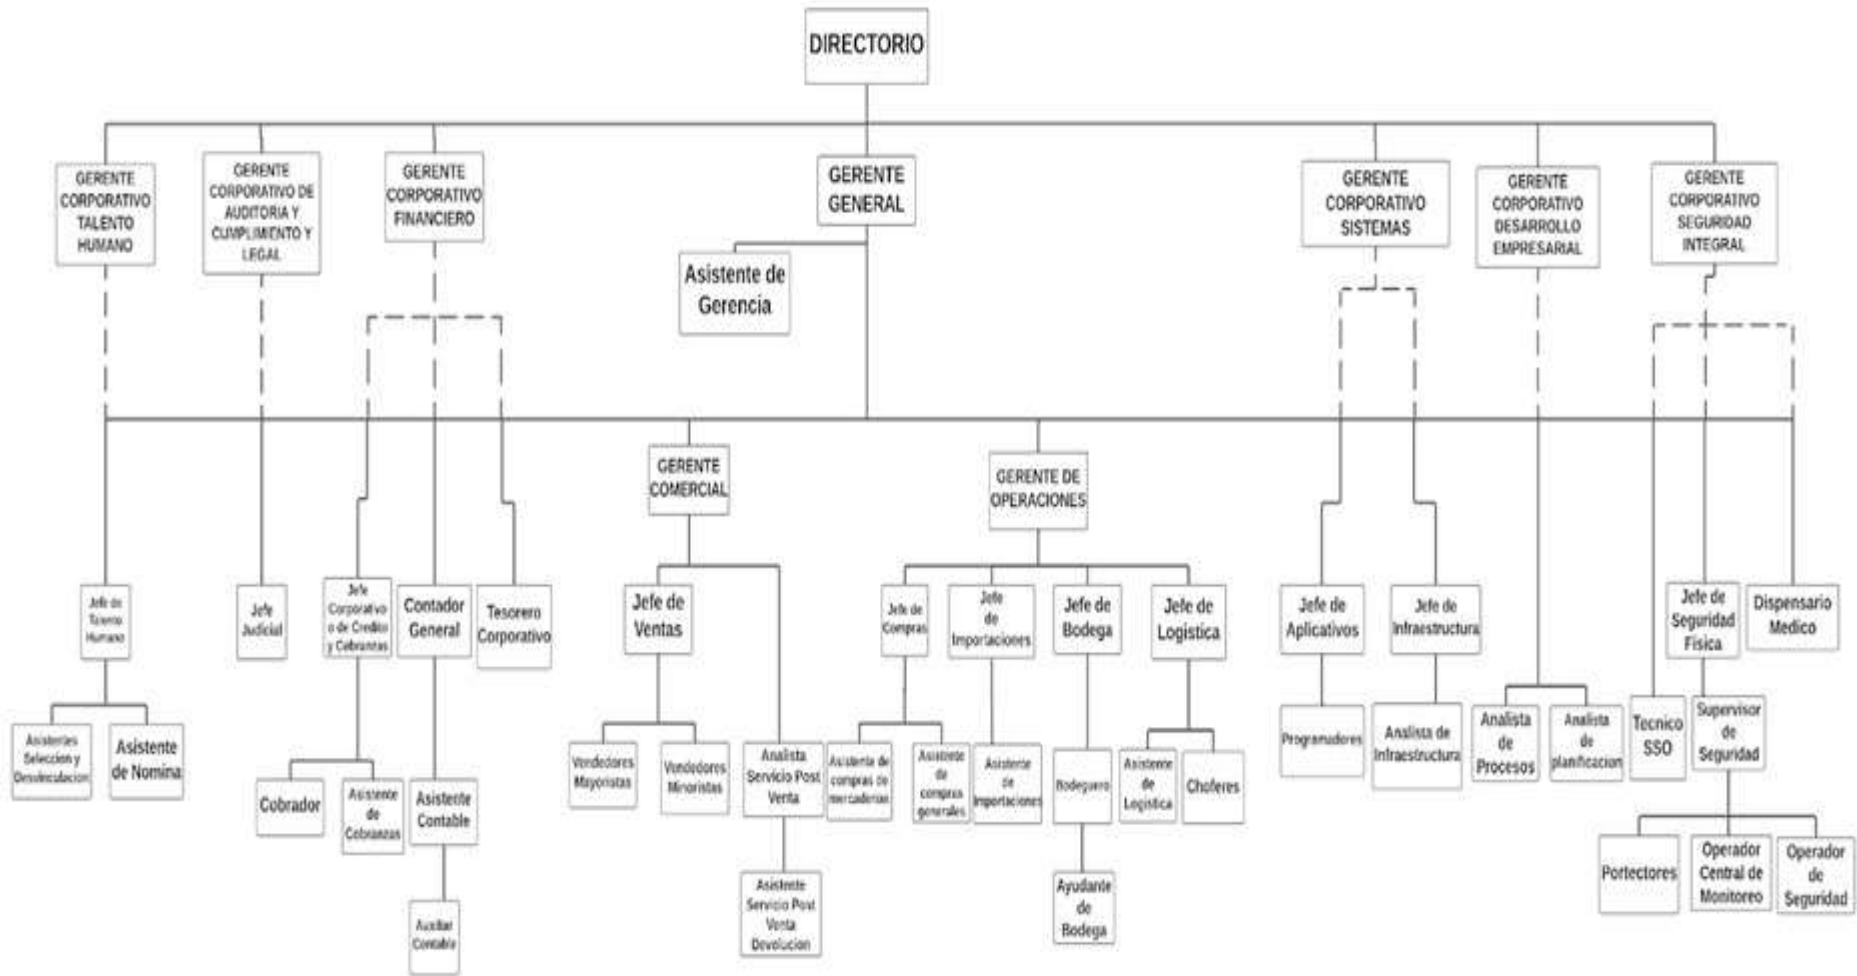 DIRECTORIO
GERENTE
CORPORATIVO
TALENTO
HUMANO
GERENTE
CORPORATIVO DE
AUDITORIA Y
CUMPLIMIENTO Y
LEGAL
GERENTE
CORPORATIVO
FINANCIERO
GERENTE
GENERAL
GERENTE
CORPORATIVO
SISTEMAS
GERENTE
CORPORATIVO
DESARROLLO
EMPRESARIAL
GERENTE
CORPORATIVO
SEGURIDAD
INTEGRAL
Asistente de
Gerencia
GERENTE
COMERCIAL
GERENTE DE
OPERACIONES
Jefe de
Talento
Humano
Jefe
Judicial
Jefe
Corporativo
o de Credito
y Cobranzas
Contador
General
Tesorero
Corporativo
Jefe de
Ventas
Jefe de
Compras
Jefe
de
Importaciones
Jefe de
Bodega
Jefe de
Logistica
Jefe de
Aplicativos
Jefe de
Infraestructura
Jefe de
Seguridad
Fisica
Dispensario
Medico
Asistentes
Seleccion y
Desvinculacion
Asistente
de Nomina
Cobrador
Asistente
de
Cobranzas
Asistente
Contable
Vendedores
Mayoristas
Vendedores
Minoristas
Analista
Servicio Post
Venta
Asistente de
compras de
mercaderias
Asistente
de
compras
generales
Asistente
de
Importaciones
Bodeguero
Asistente
de
Logistica
Choferes
Programadores
Analista de
Infraestructura
Analista
de
Procesos
Analista
de
planificacion
Tecnico
SSO
Supervisor
de
Seguridad
Auxiliar
Contable
Asistente
Servicio Post
Venta
Devolucion
Ayudante
de
Bodega
Portectores
Operador
Central de
Monitoreo
Operador
de
Seguridad